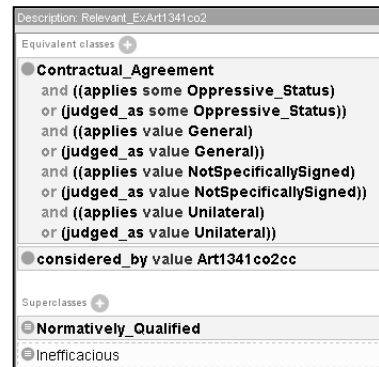 Description: Relevant_ExArt1341co2
Equivalent classes
Contractual_Agreement
and ((applies some Oppressive_Status)
or (judged_as some Oppressive_Status))
and ((applies value General)
or (judged_as value General))
and ((applies value NotSpecificallySigned)
or (judged_as value NotSpecificallySigned))
and ((applies value Unilateral)
or (judged_as value Unilateral))
considered_by value Art1341co2cc
Superclasses
Normatively_Qualified
Inefficacious